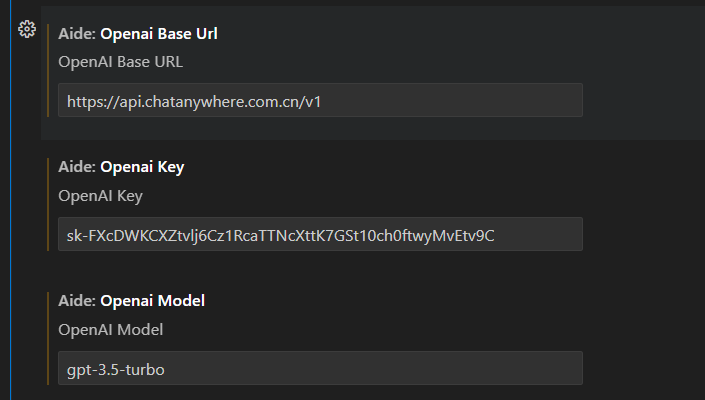 Aide: Openai Base Url
OpenAI Base URL
https://api.chatanywhere.com.cn/v1
Aide: Openai Key
OpenAI Key
sk-FXcDWKCXZtvlj6Cz1RcaTTNcXttK7GSt10ch0ftwyMvEtv9C
Aide: Openai Model
OpenAI Model
gpt-3.5-turbo